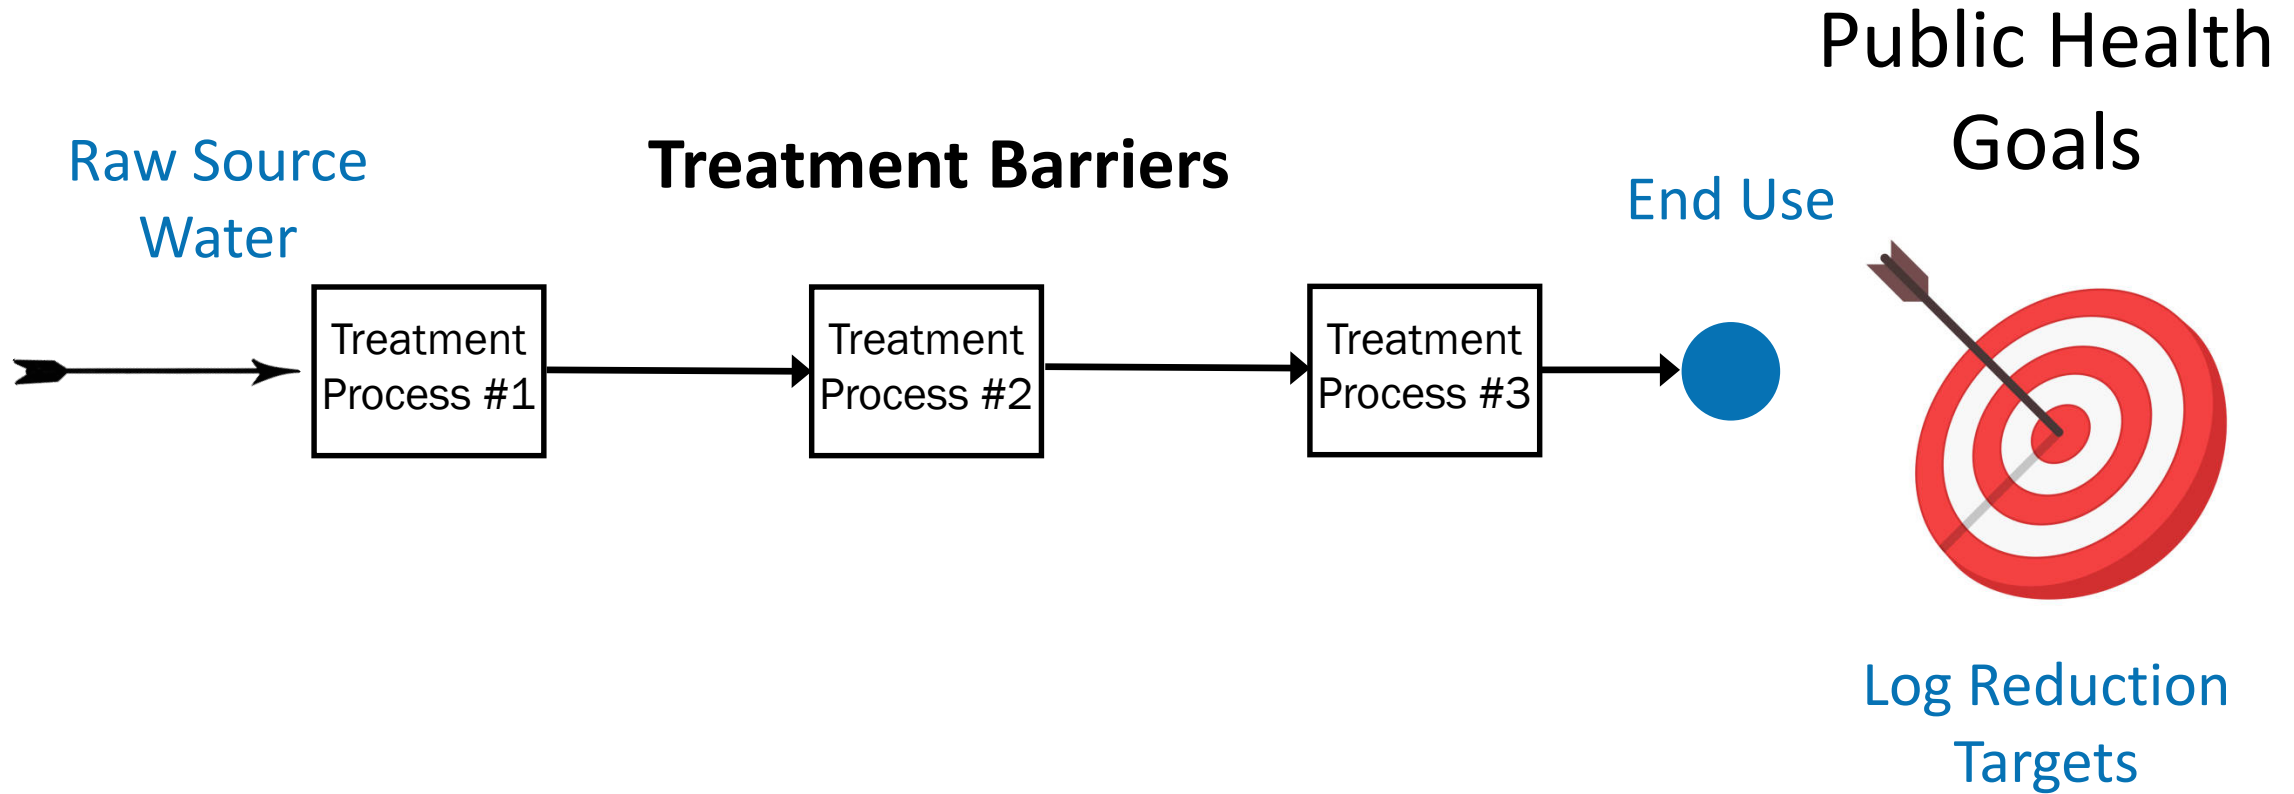 Public Health
Goals
Raw Source
Water
Treatment Barriers
End Use
Treatment
Process #1
Treatment
Process #2
Treatment
Process #3
Log Reduction
Targets